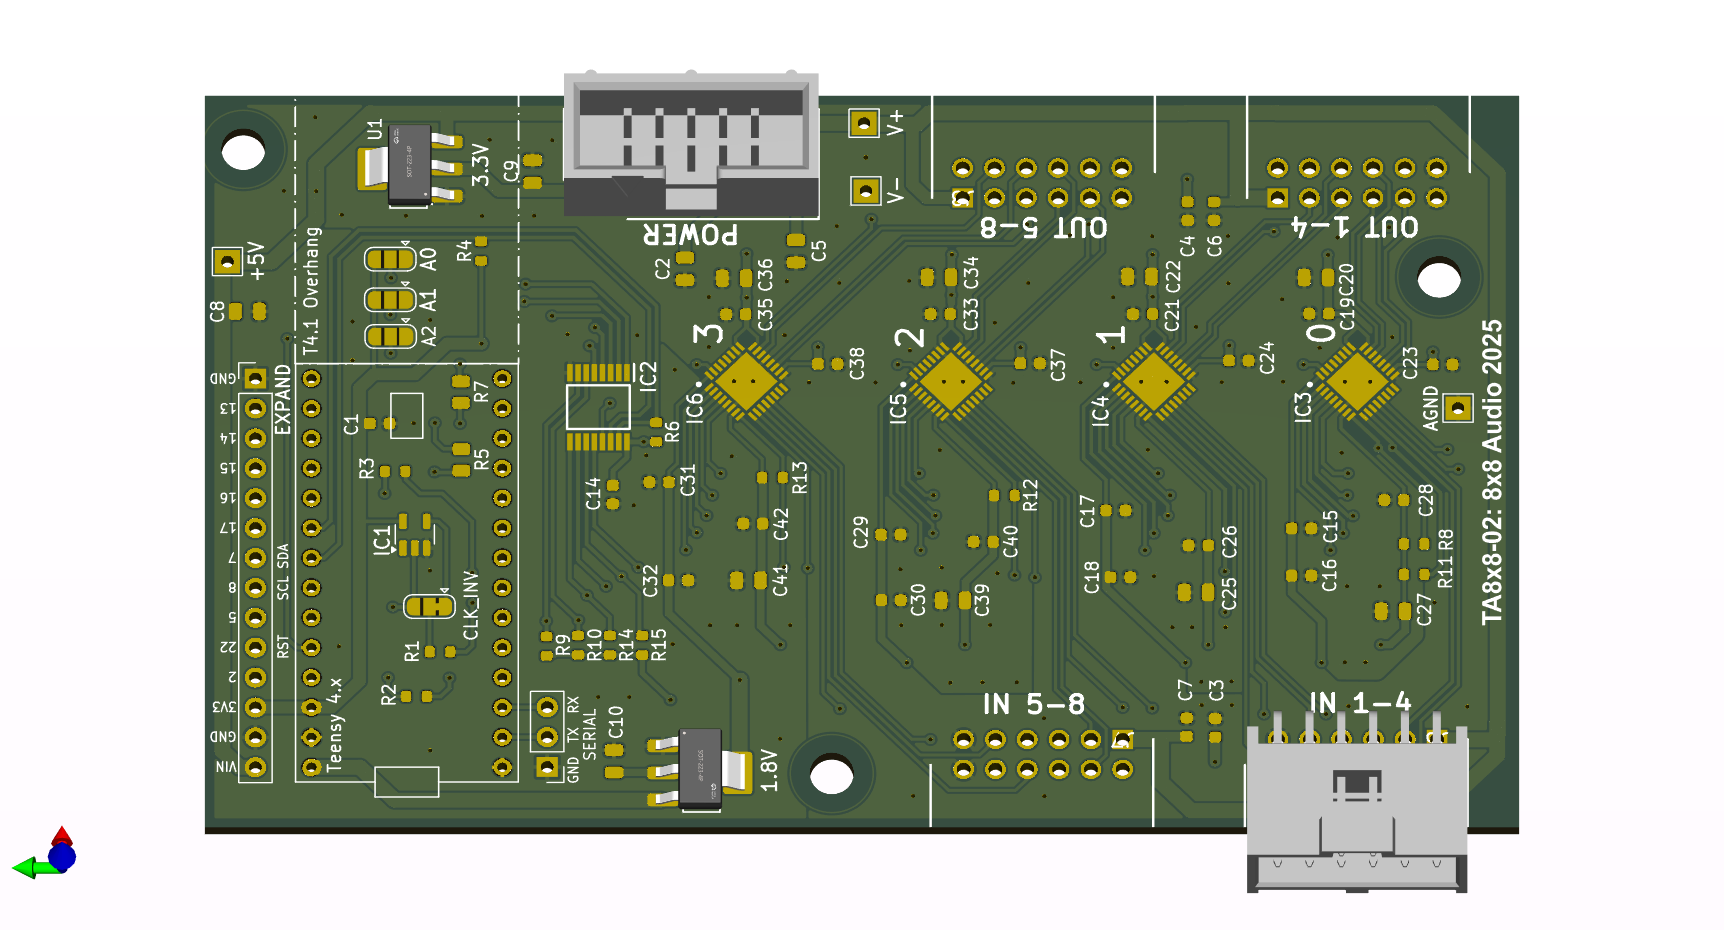 U1
3.3V
C9
POWER
V+
V-
OUT 5-8
OUT 1-4
C4
C6
+5V
C8
T4.1 Overhang
A0
A1
A2
R4
C2
C36
C35
C5
C34
C33
C22
C21
C20
C19
3
2
1
0
IC2
IC6
C38
IC5
C37
IC4
C24
IC3
C23
AGND
TA8x8-02: 8x8 Audio 2025
EXPAND
GND
13
14
15
16
17
7
8
5
22
2
3V3
GND
VIN
SCL SDA
RST
C1
R7
R5
R3
R6
IC1
CLK_INV
R1
R2
Teensy 4.x
C14
C31
R13
C42
C32
C41
R9
R10
R14
R15
RX
TX
GND
SERIAL
C10
1.8V
C29
R12
C40
C30
C39
C17
C18
C26
C25
C15
C16
C28
R8
R11
C27
IN 5-8
C7
C3
IN 1-4